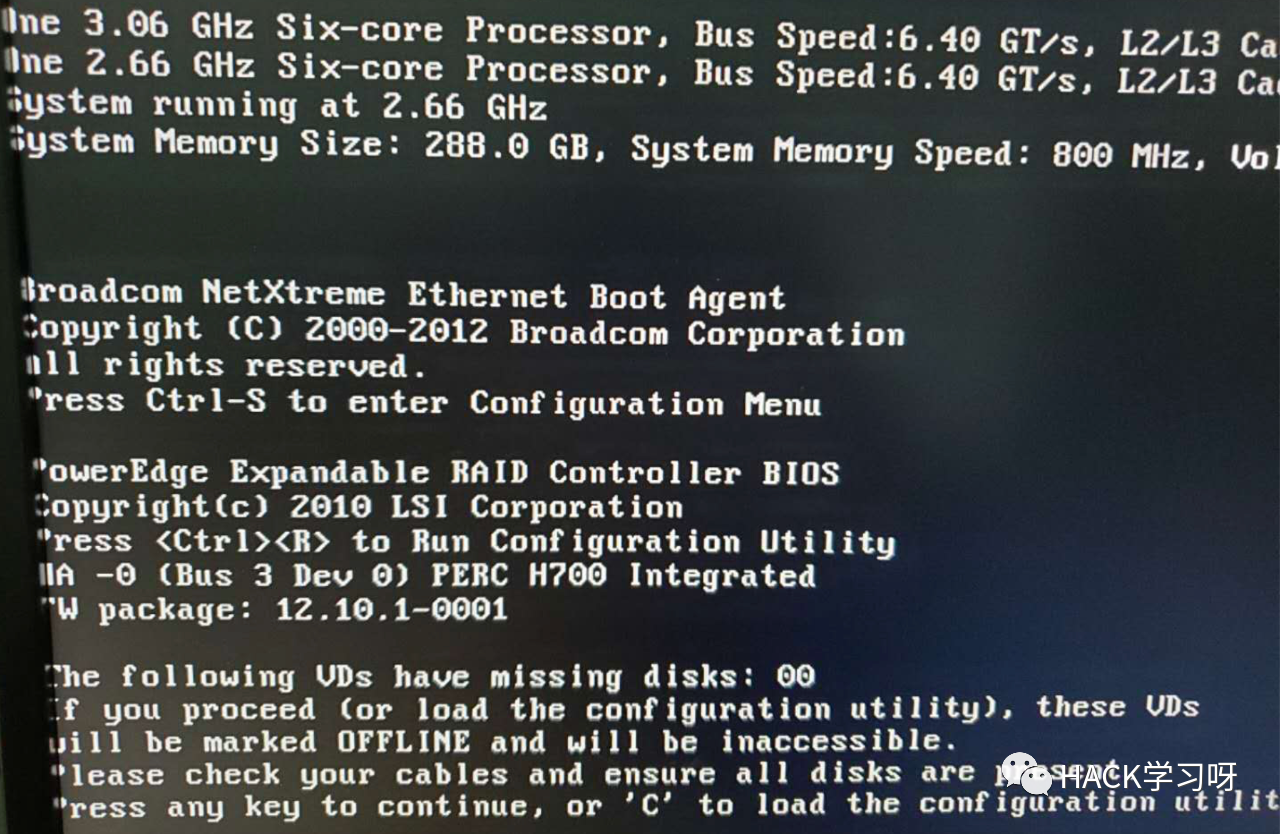 One 3.06 GHz Six-core Processor, Bus Speed:6.40 GT/s, L2/L3
One 2.66 GHz Six-core Processor, Bus Speed:6.40 GT/s, L2/L3
System running at 2.66 GHz
System Memory Size: 288.0 GB, System Memory Speed: 800 MHz,
Broadcom NetXtreme Ethernet Boot Agent
Copyright (C) 2000-2012 Broadcom Corporation
All rights reserved.
Press Ctrl-S to enter Configuration Menu
PowerEdge Expandable RAID Controller BIOS
Copyright(c) 2010 LSI Corporation
Press <Ctrl><R> to Run Configuration Utility
HA -0 (Bus 3 Dev 0) PERC H700 Integrated
FW package: 12.10.1-0001
The following VDs have missing disks: 00
If you proceed (or load the configuration utility), these VDs
will be marked OFFLINE and will be inaccessible.
Please check your cables and ensure all disks are present
Press any key to continue, or 'C' to load the configuration
HACK学习呀